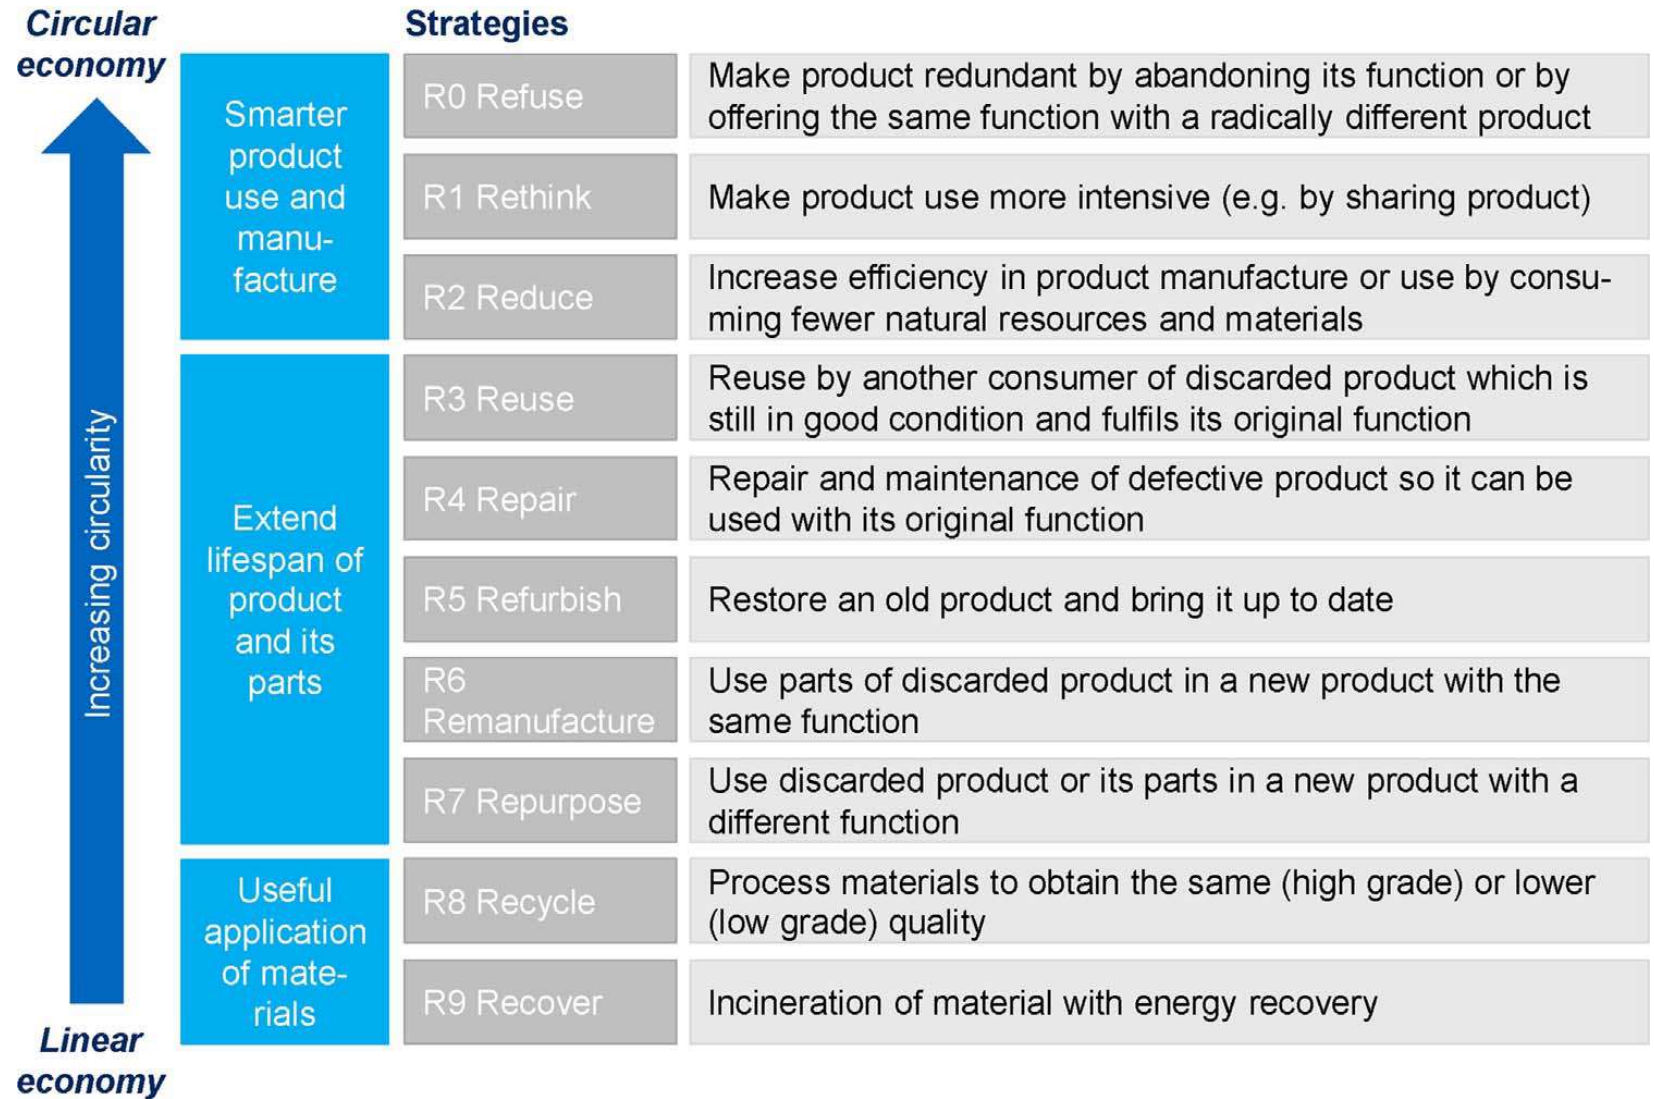 Circular
economy
Strategies
Increasing circularity
Linear
economy
Smarter
product
use and
manu-
facture
R0 Refuse
Make product redundant by abandoning its function or by
offering the same function with a radically different product
R1 Rethink
Make product use more intensive (e.g. by sharing product)
R2 Reduce
Increase efficiency in product manufacture or use by consu-
ming fewer natural resources and materials
Extend
lifespan of
product
and its
parts
R3 Reuse
Reuse by another consumer of discarded product which is
still in good condition and fulfils its original function
R4 Repair
Repair and maintenance of defective product so it can be
used with its original function
R5 Refurbish
Restore an old product and bring it up to date
R6
Remanufacture
Use parts of discarded product in a new product with the
same function
R7 Repurpose
Use discarded product or its parts in a new product with a
different function
Useful
application
of mate-
rials
R8 Recycle
Process materials to obtain the same (high grade) or lower
(low grade) quality
R9 Recover
Incineration of material with energy recovery